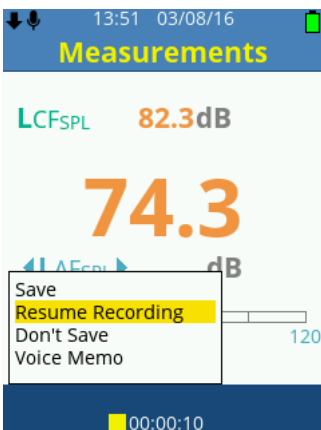 13:51 03/08/16
Measurements
LCFSPL 82.3dB
74.3
LAFSPL dB
Save
Resume Recording
Don't Save
Voice Memo
120
00:00:10